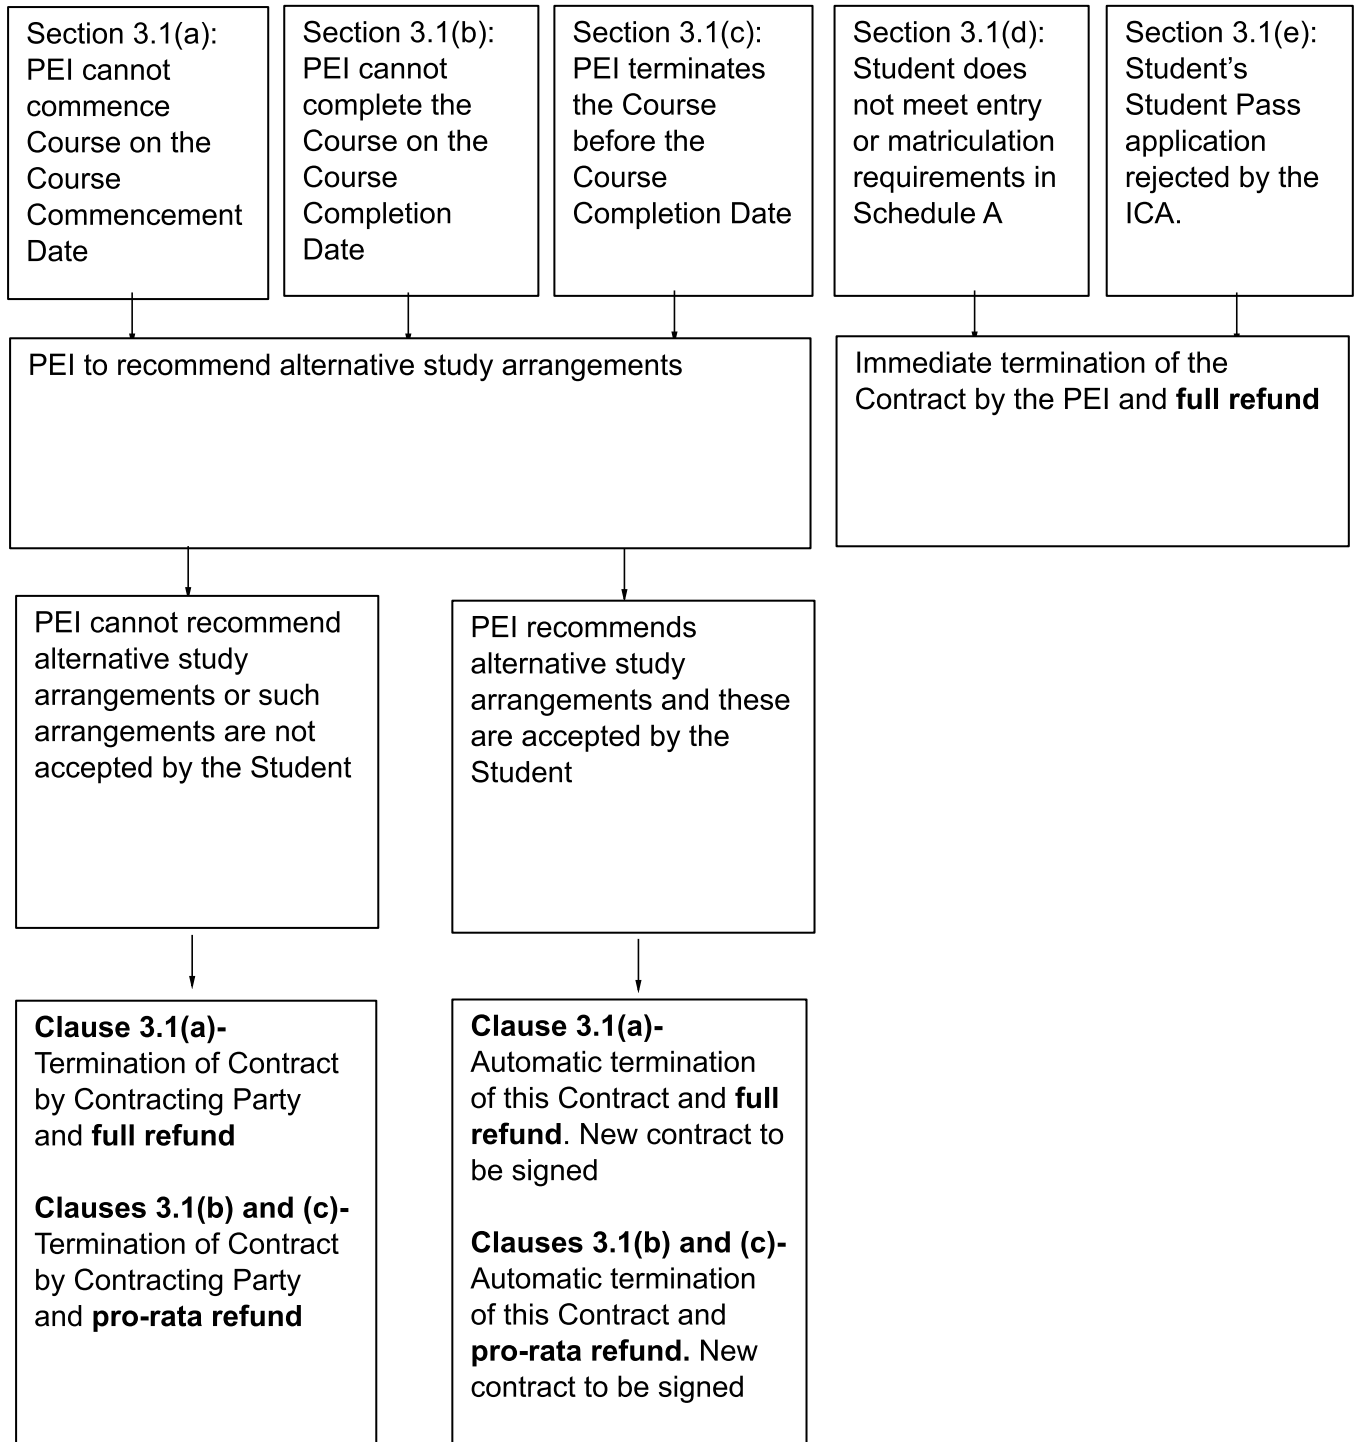 Section 3.1(a):
PEI cannot
commence
Course on the
Course
Commencement
Date
Section 3.1(b):
PEI cannot
complete the
Course on the
Course
Completion
Date
Section 3.1(c):
PEI terminates
the Course
before the
Course
Completion Date
Section 3.1(d):
Student does
not meet entry
or matriculation
requirements in
Schedule A
Section 3.1(e):
Student’s
Student Pass
application
rejected by the
ICA.
PEI to recommend alternative study arrangements
Immediate termination of the
Contract by the PEI and full refund
PEI cannot recommend
alternative study
arrangements or such
arrangements are not
accepted by the Student
PEI recommends
alternative study
arrangements and these
are accepted by the
Student
Clause 3.1(a)-
Termination of Contract
by Contracting Party
and full refund
Clauses 3.1(b) and (c)-
Termination of Contract
by Contracting Party
and pro-rata refund
Clause 3.1(a)-
Automatic termination
of this Contract and full
refund. New contract to
be signed
Clauses 3.1(b) and (c)-
Automatic termination
of this Contract and
pro-rata refund. New
contract to be signed